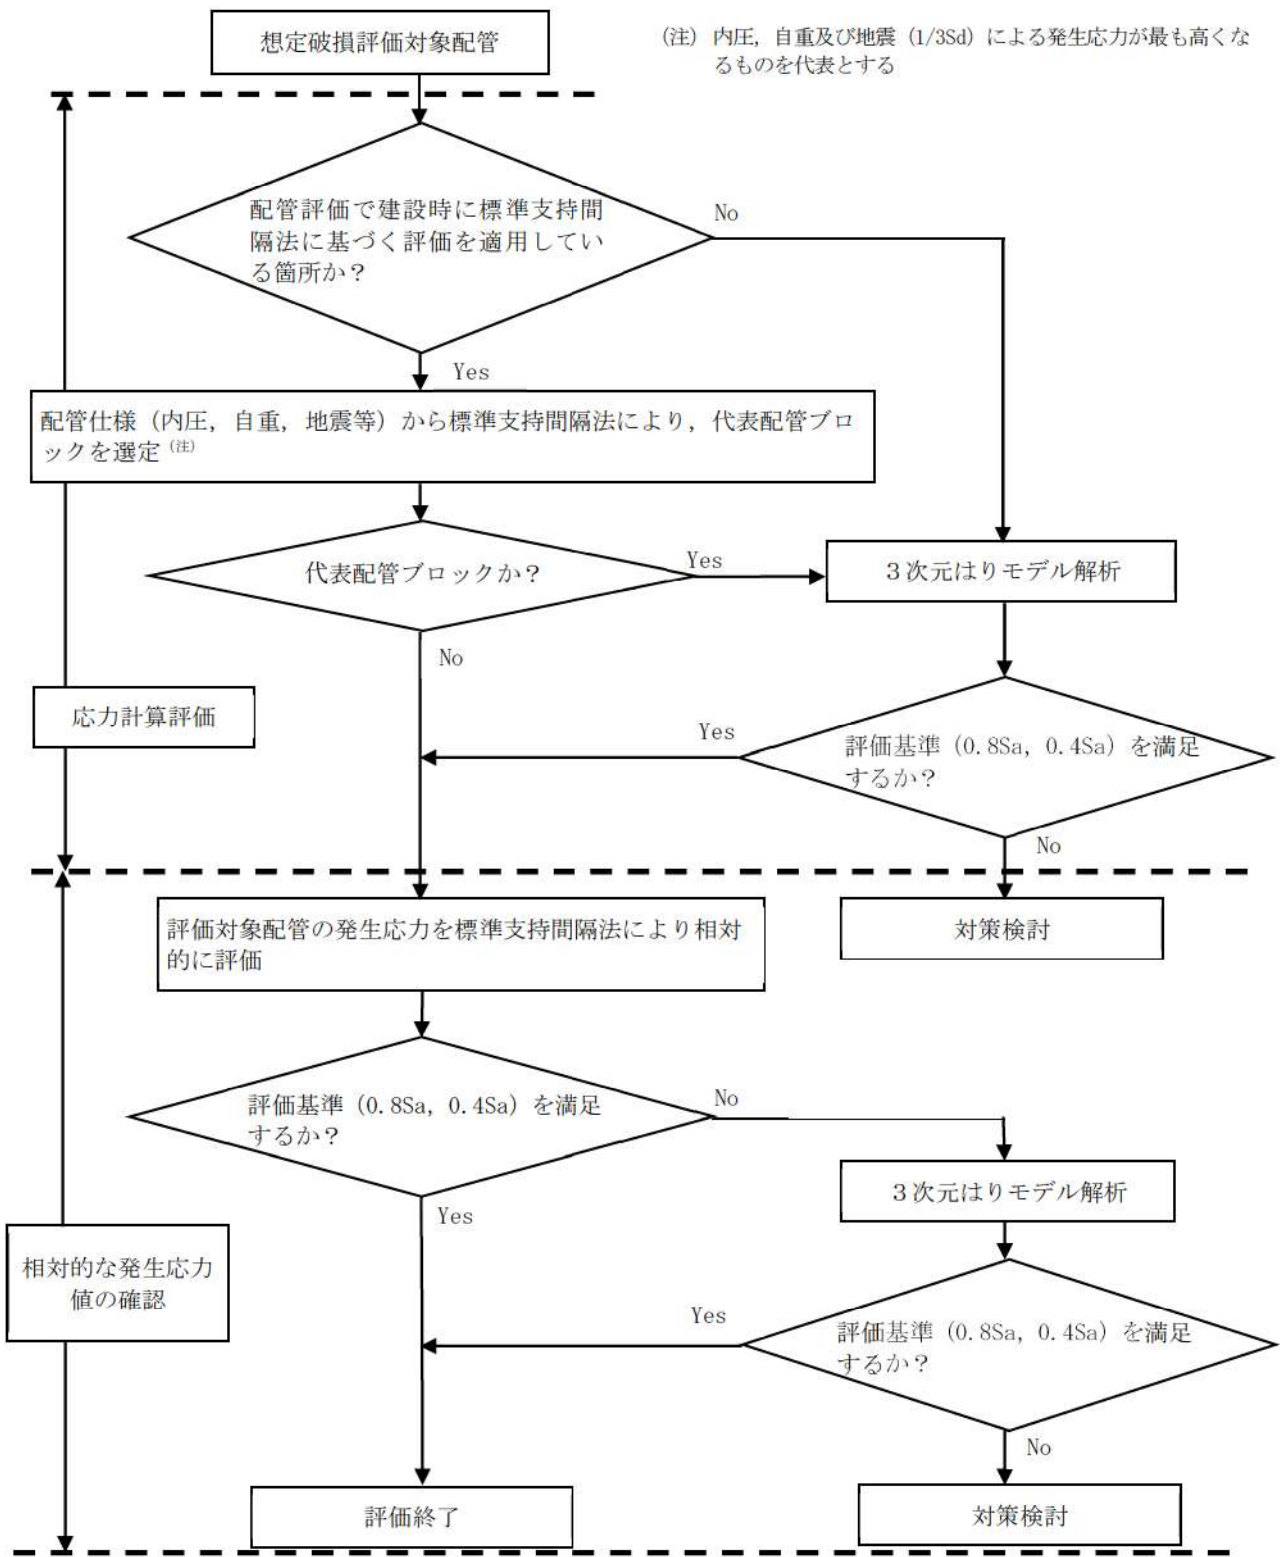 想定破損評価対象配管
(注) 内圧，自重及び地震（1/3Sd）による発生応力が最も高くな
るものを代表とする
配管評価で建設時に標準支持間
隔法に基づく評価を適用してい
る箇所か？
No
Yes
配管仕様（内圧，自重，地震等）から標準支持間隔法により，代表配管ブロ
ックを選定（注）
代表配管ブロックか？
Yes
3次元はりモデル解析
No
応力計算評価
Yes
評価基準（0.8Sa，0.4Sa）を満足
するか？
No
評価対象配管の発生応力を標準支持間隔法により相対
的に評価
対策検討
評価基準（0.8Sa，0.4Sa）を満足
するか？
No
3次元はりモデル解析
Yes
相対的な発生応力
値の確認
Yes
評価基準（0.8Sa，0.4Sa）を満足
するか？
No
評価終了
対策検討